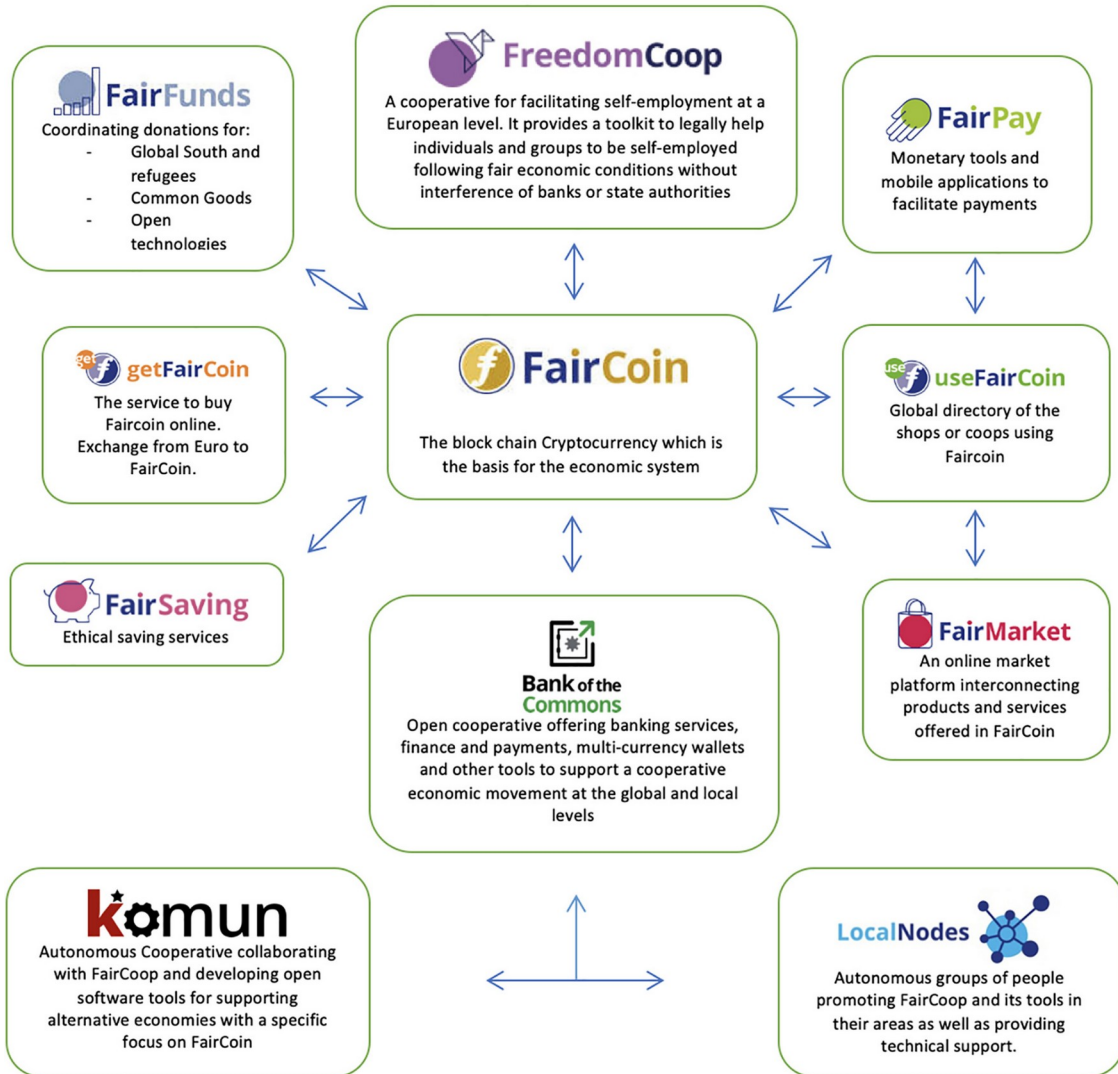 FairFunds
Coordinating donations for:
- Global South and
refugees
- Common Goods
- Open
technologies
FreedomCoop
A cooperative for facilitating self-employment at a
European level. It provides a toolkit to legally help
individuals and groups to be self-employed
following fair economic conditions without
interference of banks or state authorities
FairPay
Monetary tools and
mobile applications to
facilitate payments
get
getFairCoin
The service to buy
Faircoin online.
Exchange from Euro to
FairCoin.
FairCoin
The block chain Cryptocurrency which is
the basis for the economic system
use
useFairCoin
Global directory of the
shops or coops using
Faircoin
FairSaving
Ethical saving services
Bank of the
Commons
Open cooperative offering banking services,
finance and payments, multi-currency wallets
and other tools to support a cooperative
economic movement at the global and local
levels
FairMarket
An online market
platform interconnecting
products and services
offered in FairCoin
komun
Autonomous Cooperative collaborating
with FairCoop and developing open
software tools for supporting
alternative economies with a specific
focus on FairCoin
LocalNodes
Autonomous groups of people
promoting FairCoop and its tools in
their areas as well as providing
technical support.